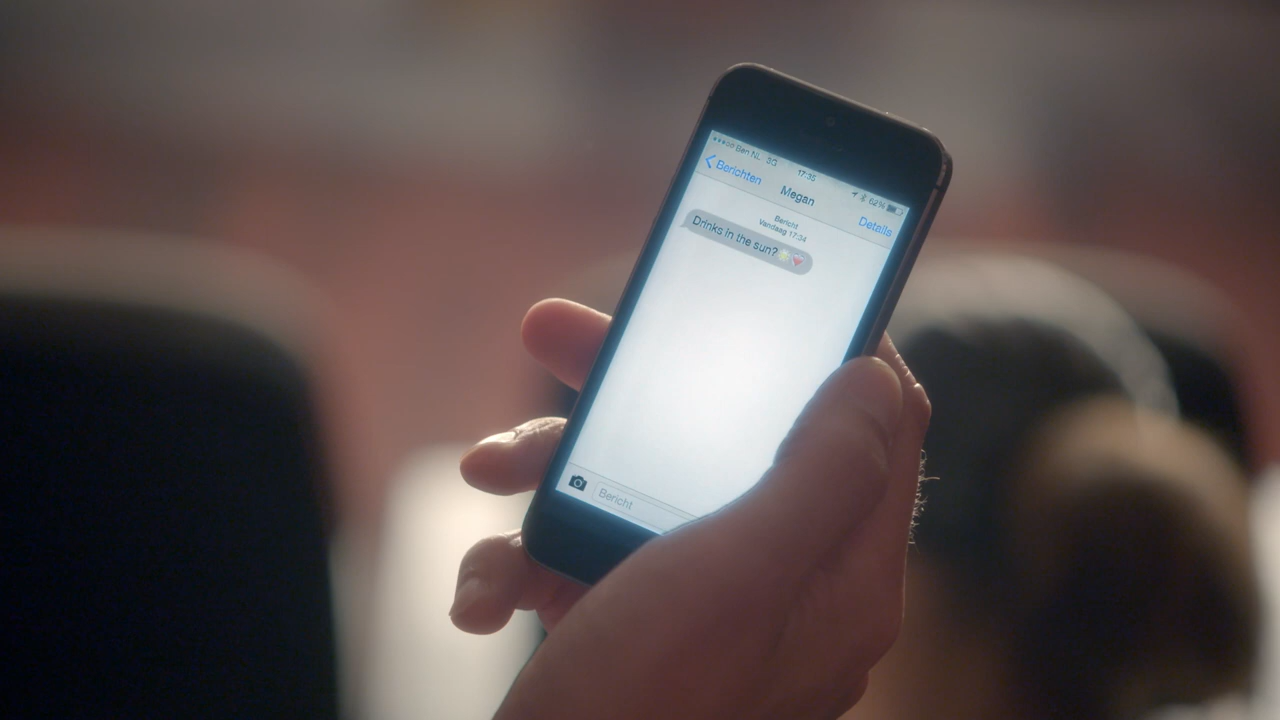 Ben NL 3G 17:35 62%
Berichten Megan Details
Bericht
Vandaag 17:34
Drinks in the sun?
Bericht